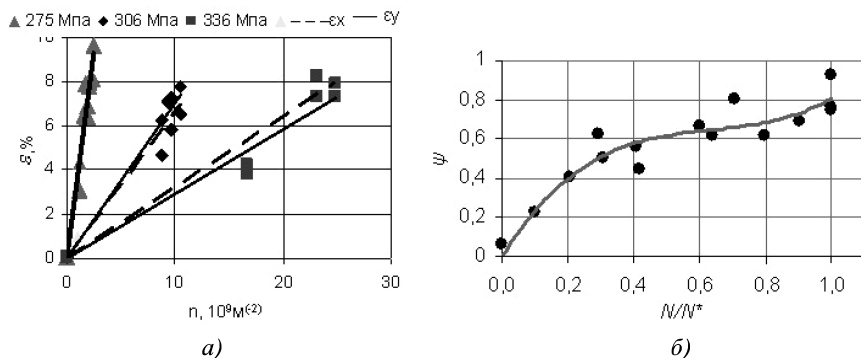 275 Мпа 306 Мпа 336 Мпа εx εy
10
8
6
4
2
0
ε,%
0 10 20 30
n, 10⁹м⁽⁻²⁾
а)
1
0,8
0,6
0,4
0,2
0
ψ
0,0 0,2 0,4 0,6 0,8 1,0
N/N*
б)